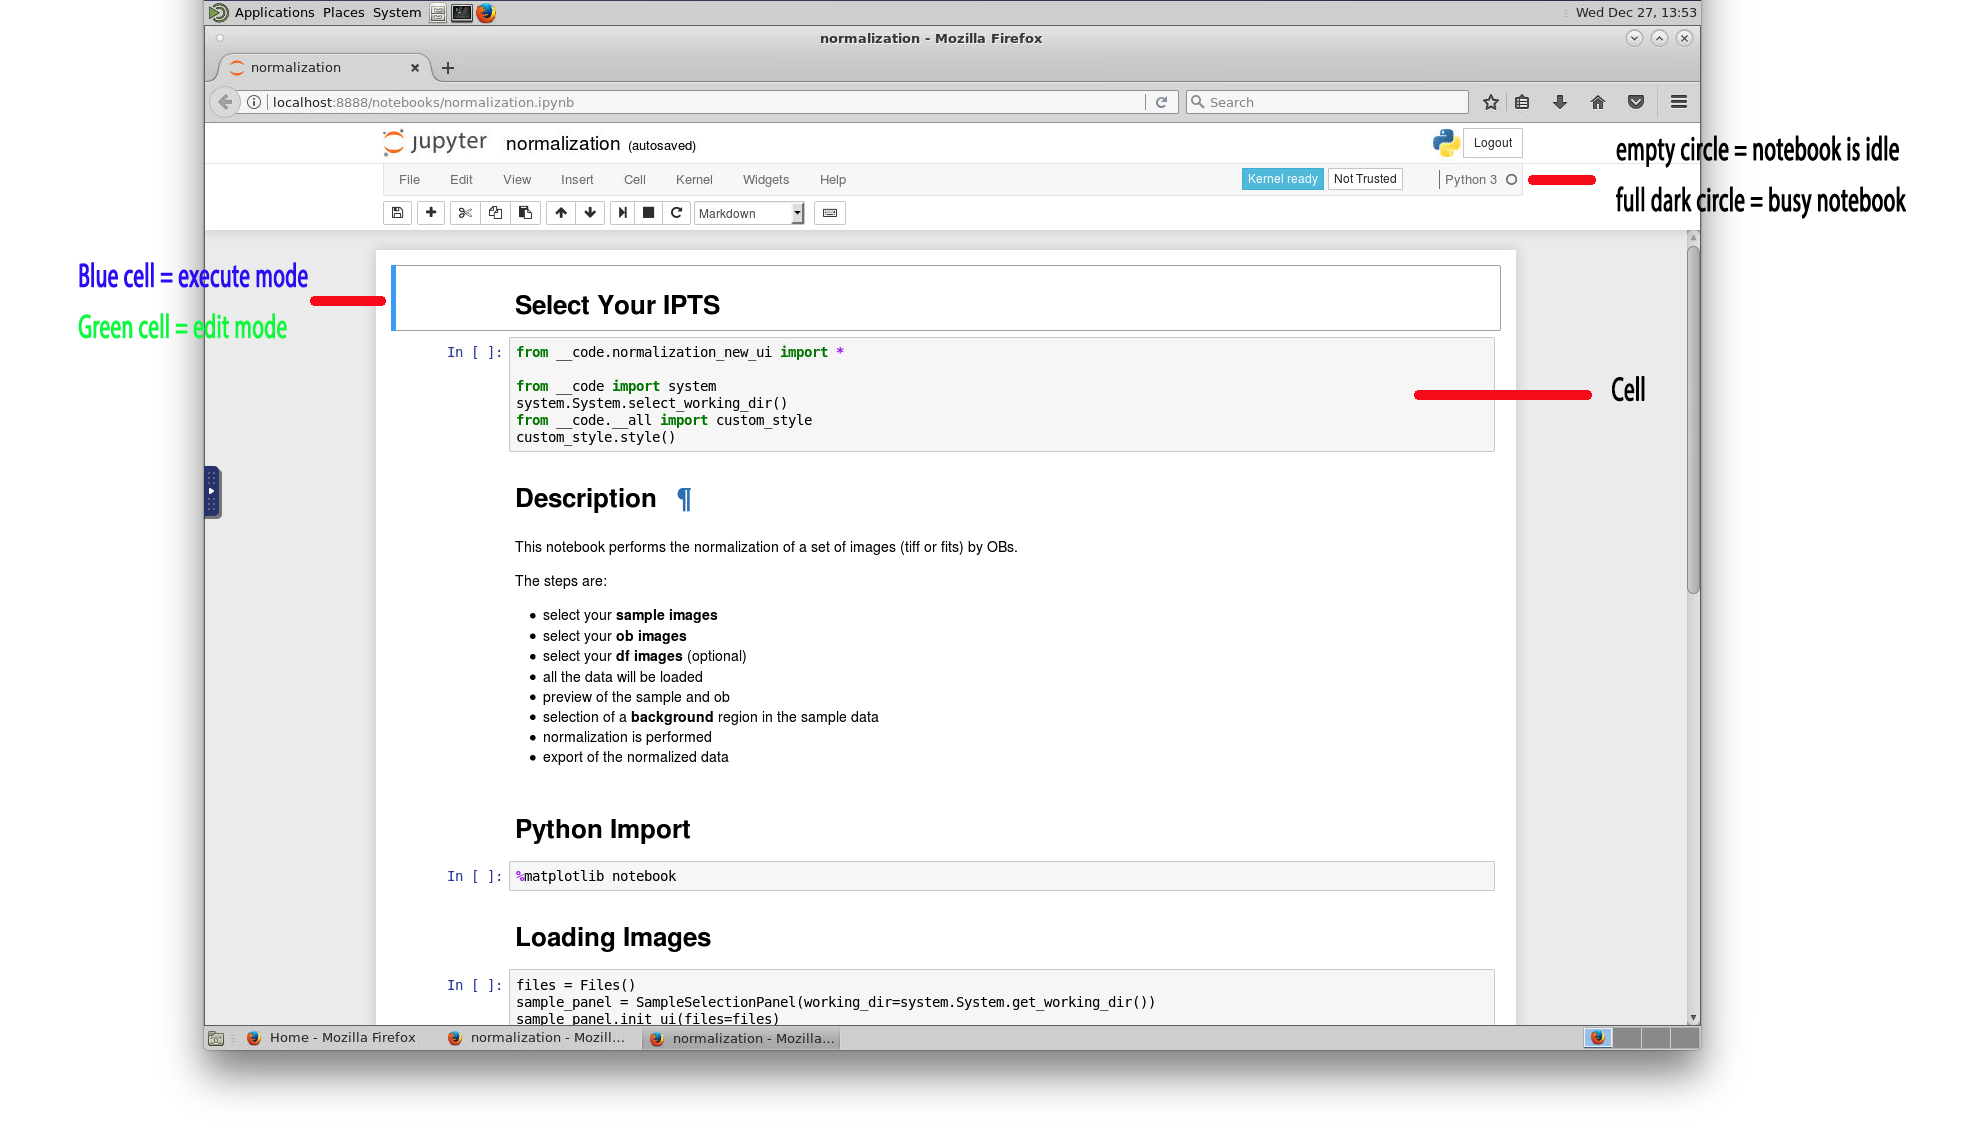 Applications Places System
Wed Dec 27, 13:53
normalization - Mozilla Firefox
normalization
localhost:8888/notebooks/normalization.ipynb
Search
jupyter normalization (autosaved)
Logout
empty circle = notebook is idle
File Edit View Insert Cell Kernel Widgets Help
Kernel ready Not Trusted Python 3
full dark circle = busy notebook
Markdown
Blue cell = execute mode
Green cell = edit mode
Select Your IPTS
In [ ]: from __code.normalization_new_ui import *
from __code import system
system.System.select_working_dir()
from __code.__all import custom_style
custom_style.style()
Cell
Description ¶
This notebook performs the normalization of a set of images (tiff or fits) by OBs.
The steps are:
• select your sample images
• select your ob images
• select your df images (optional)
• all the data will be loaded
• preview of the sample and ob
• selection of a background region in the sample data
• normalization is performed
• export of the normalized data
Python Import
In [ ]: %matplotlib notebook
Loading Images
In [ ]: files = Files()
sample_panel = SampleSelectionPanel(working_dir=system.System.get_working_dir())
sample_panel.init_ui(files=files)
Home - Mozilla Firefox
normalization - Mozill...
normalization - Mozilla...